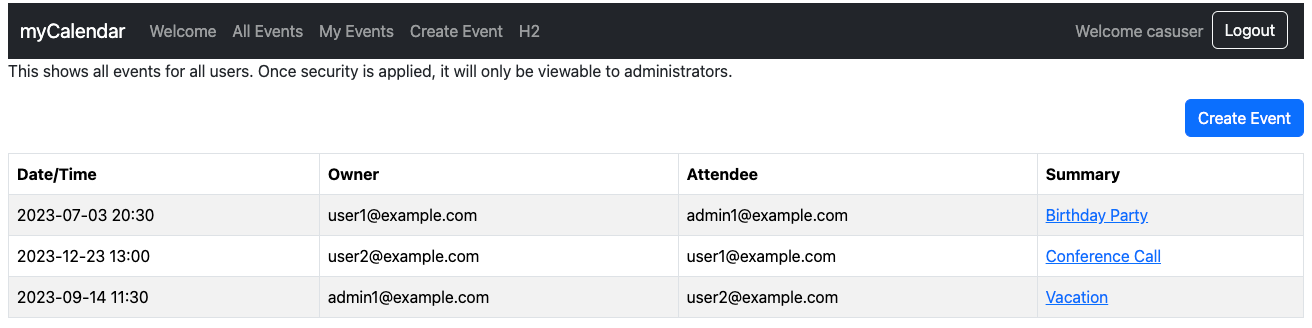 myCalendar Welcome All Events My Events Create Event H2 Welcome casuser Logout
This shows all events for all users. Once security is applied, it will only be viewable to administrators.
Create Event
Date/Time Owner Attendee Summary
2023-07-03 20:30 user1@example.com admin1@example.com Birthday Party
2023-12-23 13:00 user2@example.com user1@example.com Conference Call
2023-09-14 11:30 admin1@example.com user2@example.com Vacation